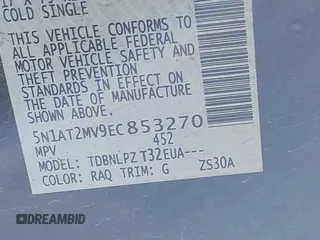 COLD SINGLE
THIS VEHICLE CONFORMS TO ALL
APPLICABLE FEDERAL
MOTOR VEHICLE SAFETY AND
THEFT PREVENTION
STANDARDS IN EFFECT ON THE
DATE OF MANUFACTURE
SHOWN ABOVE.
5N1AT2MV9EC853270
MPV 452
MODEL: TDBNLPZ T32EUA---
COLOR: RAQ TRIM: G ZS30A
DREAMBID